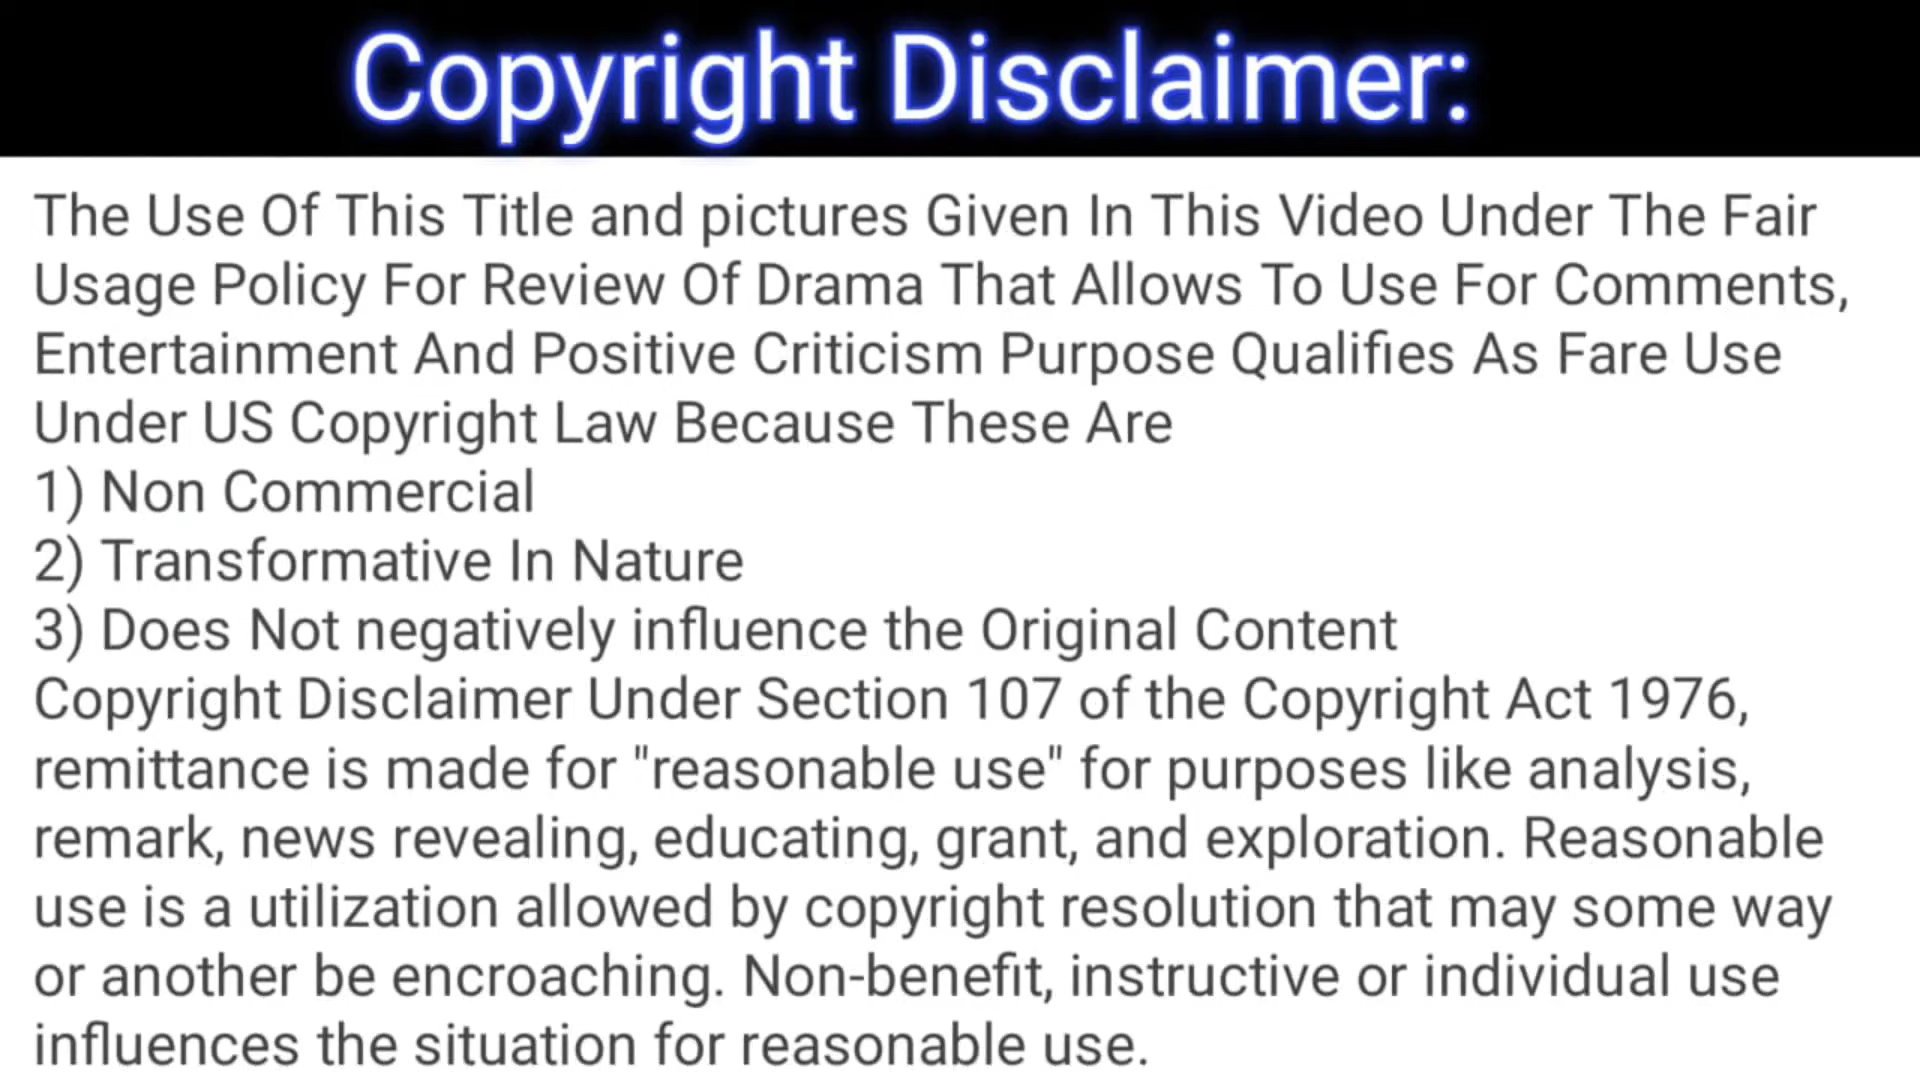 Copyright Disclaimer:
The Use Of This Title and pictures Given In This Video Under The Fair
Usage Policy For Review Of Drama That Allows To Use For Comments,
Entertainment And Positive Criticism Purpose Qualifies As Fare Use
Under US Copyright Law Because These Are
1) Non Commercial
2) Transformative In Nature
3) Does Not negatively influence the Original Content
Copyright Disclaimer Under Section 107 of the Copyright Act 1976,
remittance is made for "reasonable use" for purposes like analysis,
remark, news revealing, educating, grant, and exploration. Reasonable
use is a utilization allowed by copyright resolution that may some way
or another be encroaching. Non-benefit, instructive or individual use
influences the situation for reasonable use.